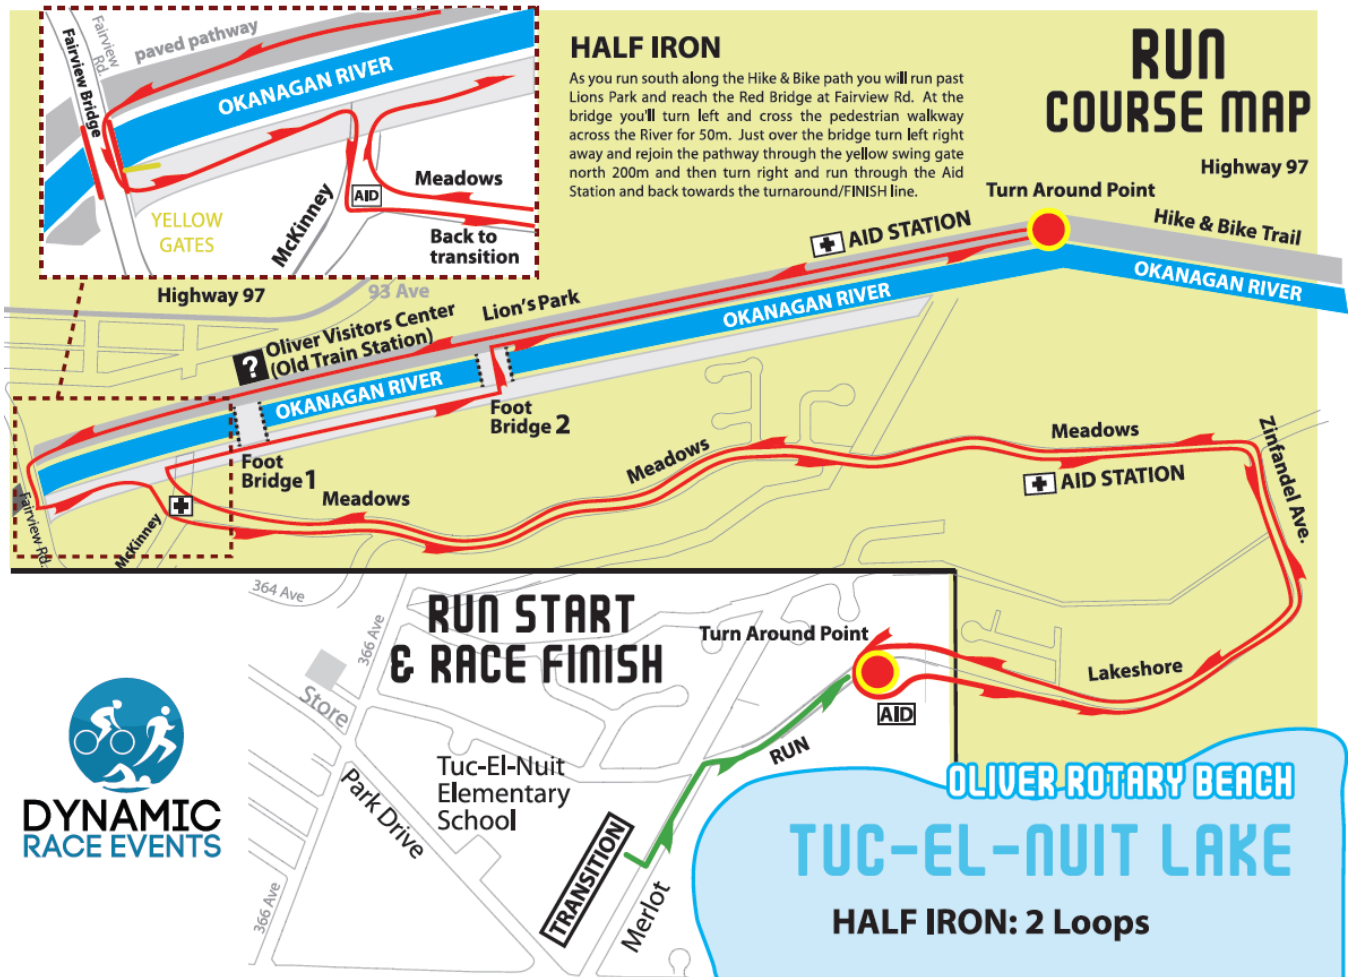 RUN
COURSE MAP
HALF IRON
As you run south along the Hike & Bike path you will run past
Lions Park and reach the Red Bridge at Fairview Rd. At the
bridge you'll turn left and cross the pedestrian walkway
across the River for 50m. Just over the bridge turn left right
away and rejoin the pathway through the yellow swing gate
north 200m and then turn right and run through the Aid
Station and back towards the turnaround/FINISH line.
Fairview Rd.
Fairview Bridge
paved pathway
OKANAGAN RIVER
YELLOW
GATES
McKinney
AID
Meadows
Back to
transition
Highway 97
Turn Around Point
Hike & Bike Trail
AID STATION
OKANAGAN RIVER
OKANAGAN RIVER
Highway 97
93 Ave
Lion's Park
?
Oliver Visitors Center
(Old Train Station)
OKANAGAN RIVER
Foot
Bridge 2
Foot
Bridge 1
Fairview Rd.
McKinney
Meadows
Meadows
Meadows
AID STATION
Zinfandel Ave.
Lakeshore
364 Ave
366 Ave
RUN START
& RACE FINISH
Turn Around Point
AID
RUN
Store
Park Drive
Tuc-El-Nuit
Elementary
School
TRANSITION
Merlot
366 Ave
DYNAMIC
RACE EVENTS
OLIVER ROTARY BEACH
TUC-EL-NUIT LAKE
HALF IRON: 2 Loops